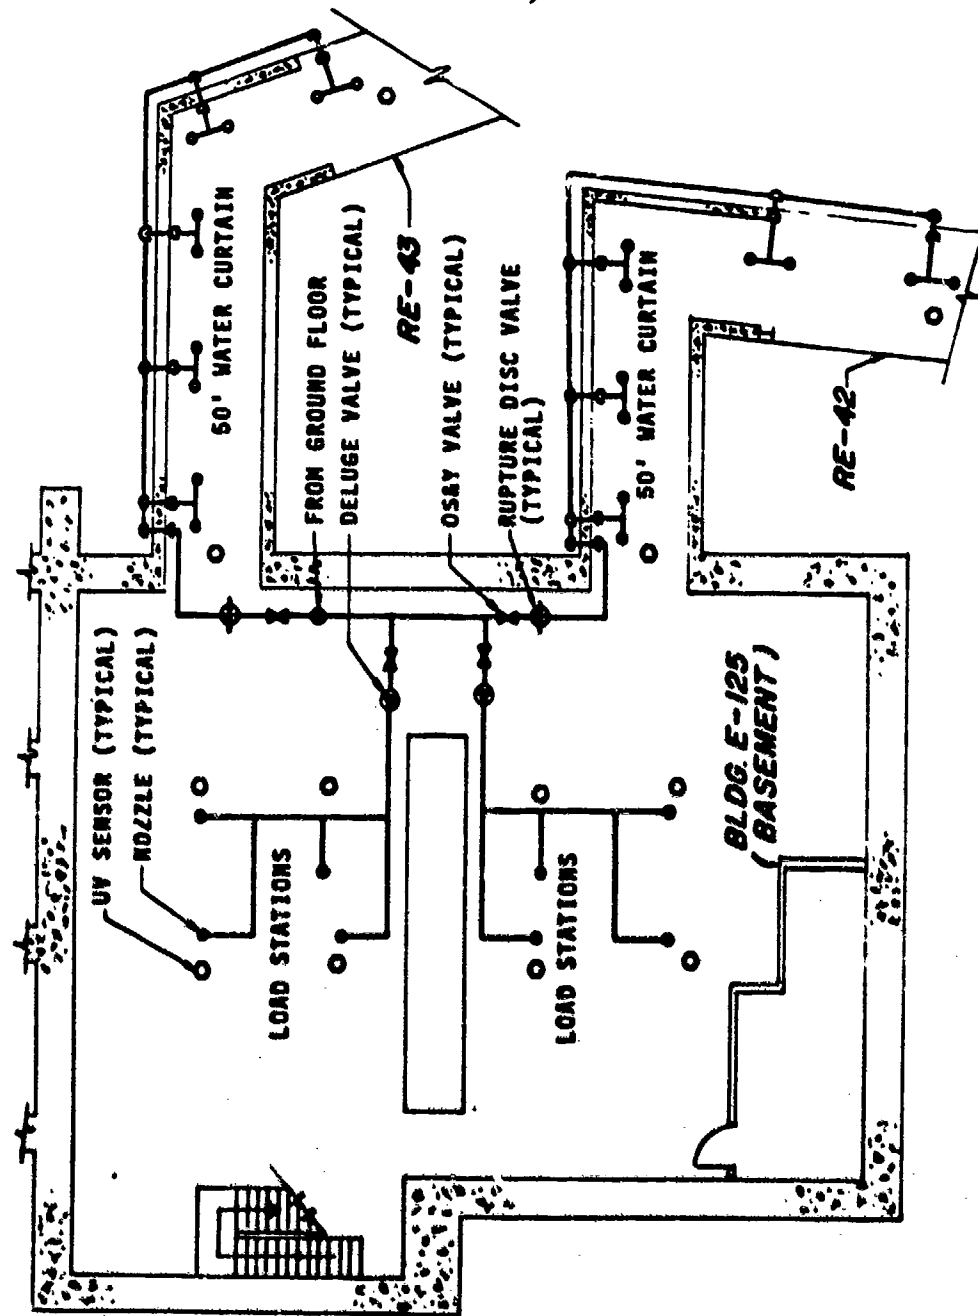 UV SENSOR (TYPICAL)
NOZZLE (TYPICAL)
50' WATER CURTAIN
LOAD STATIONS
FROM GROUND FLOOR
DELUGE VALVE (TYPICAL)
RE-43
OS&Y VALVE (TYPICAL)
RUPTURE DISC VALVE
(TYPICAL)
LOAD STATIONS
50' WATER CURTAIN
BLDG. E-125
(BASEMENT)
RE-42